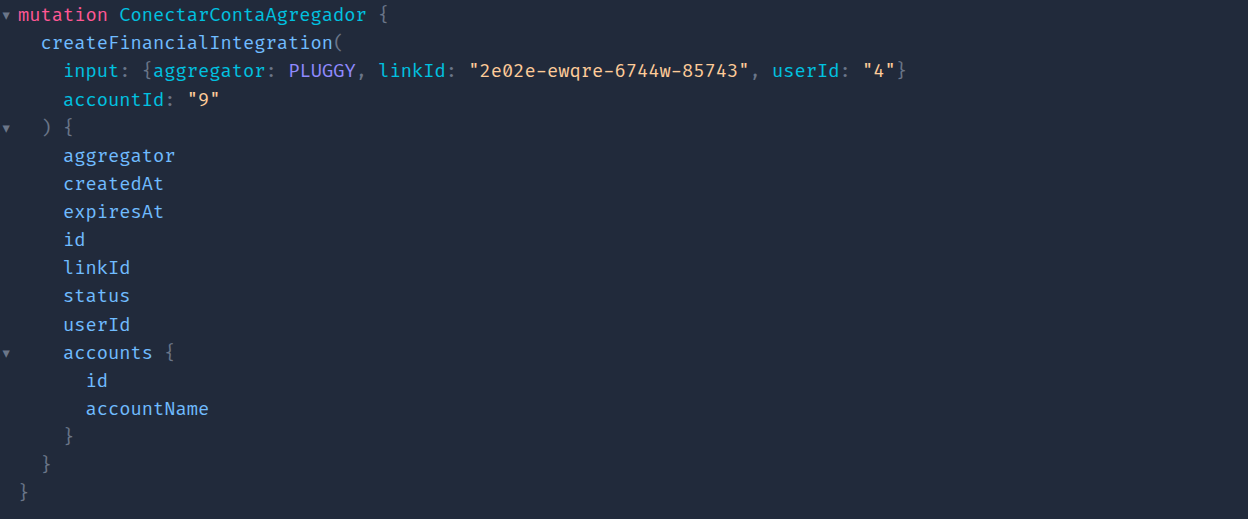 mutation ConectarContaAgregador {
  createFinancialIntegration(
    input: {aggregator: PLUGGY, linkId: "2e02e-ewqre-6744w-85743", userId: "4"}
    accountId: "9"
  ) {
    aggregator
    createdAt
    expiresAt
    id
    linkId
    status
    userId
    accounts {
      id
      accountName
    }
  }
}